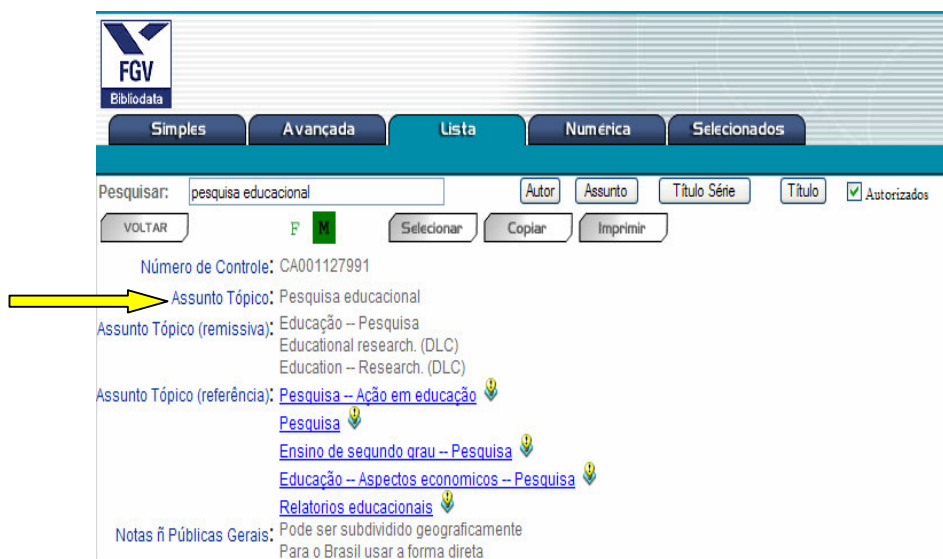 FGV
Bibliodata
Simples Avançada Lista Numérica Selecionados
Pesquisar: pesquisa educacional Autor Assunto Título Série Título Autorizados
VOLTAR F M Selecionar Copiar Imprimir
Número de Controle: CA001127991
Assunto Tópico: Pesquisa educacional
Assunto Tópico (remissiva): Educação -- Pesquisa
Educational research. (DLC)
Education -- Research. (DLC)
Assunto Tópico (referência): Pesquisa -- Ação em educação
Pesquisa
Ensino de segundo grau -- Pesquisa
Educação -- Aspectos economicos -- Pesquisa
Relatorios educacionais
Notas ñ Públicas Gerais: Pode ser subdividido geograficamente
Para o Brasil usar a forma direta